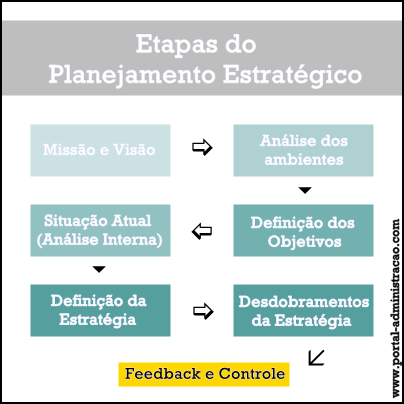 Etapas do
Planejamento Estratégico
Missão e Visão
Análise dos
ambientes
Situação Atual
(Análise Interna)
Definição dos
Objetivos
Definição da
Estratégia
Desdobramentos
da Estratégia
Feedback e Controle
www.portal-administracao.com